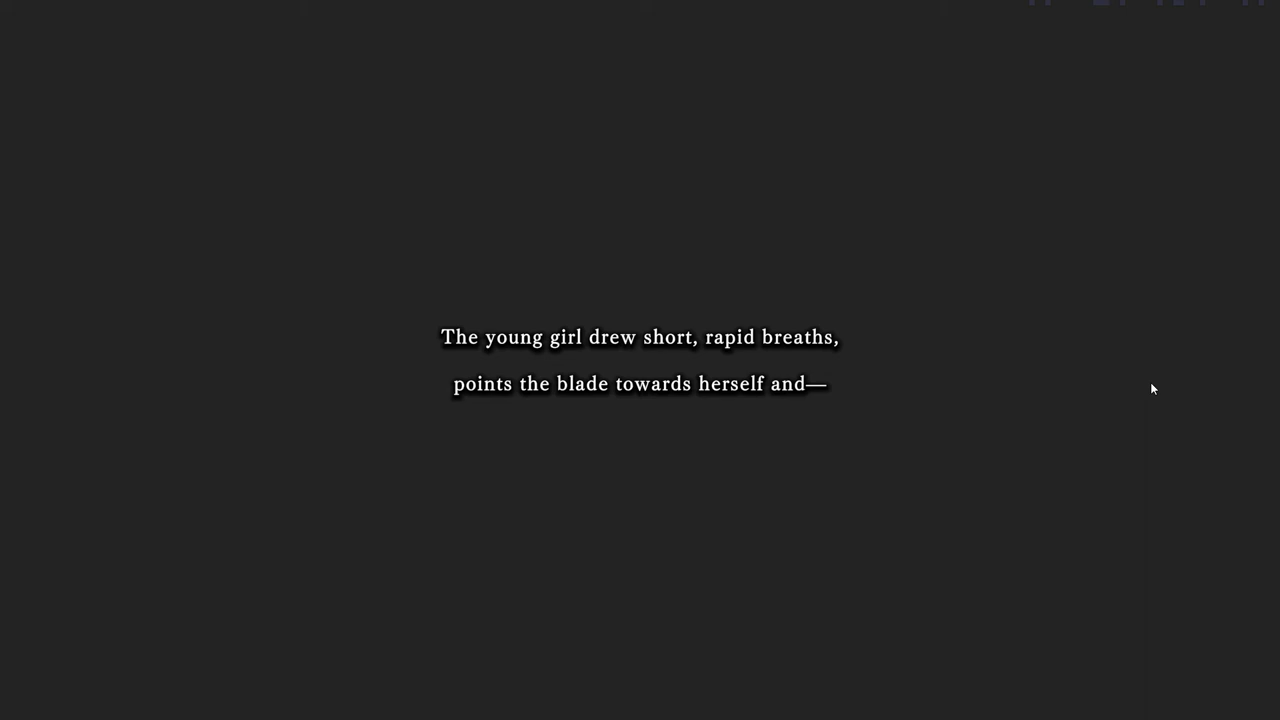 The young girl drew short, rapid breaths,
points the blade towards herself and—